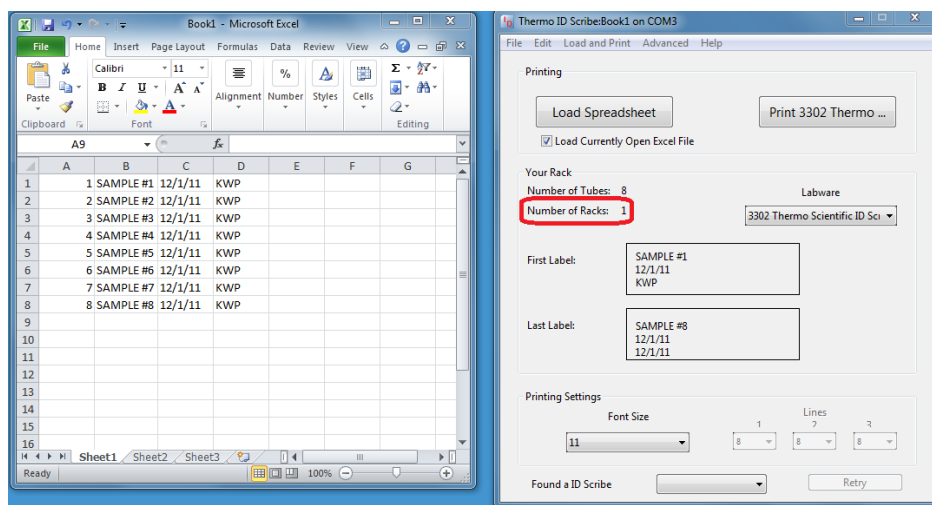 Book1 - Microsoft Excel
File Home Insert Page Layout Formulas Data Review View
Paste
Calibri 11
B I U A A
A
Alignment
%
Number
Styles
Cells
Σ
Clipboard Font Editing
A9 fx
A B C D E F G
1 1 SAMPLE #1 12/1/11 KWP
2 2 SAMPLE #2 12/1/11 KWP
3 3 SAMPLE #3 12/1/11 KWP
4 4 SAMPLE #4 12/1/11 KWP
5 5 SAMPLE #5 12/1/11 KWP
6 6 SAMPLE #6 12/1/11 KWP
7 7 SAMPLE #7 12/1/11 KWP
8 8 SAMPLE #8 12/1/11 KWP
9
10
11
12
13
14
15
16
Sheet1 Sheet2 Sheet3
Ready 100%
Thermo ID Scribe:Book1 on COM3
File Edit Load and Print Advanced Help
Printing
Load Spreadsheet Print 3302 Thermo ...
Load Currently Open Excel File
Your Rack
Number of Tubes: 8
Labware
Number of Racks: 1
3302 Thermo Scientific ID Scri
First Label:
SAMPLE #1
12/1/11
KWP
Last Label:
SAMPLE #8
12/1/11
12/1/11
Printing Settings
Font Size Lines
1 2 3
11 8 8 8
Found a ID Scribe Retry